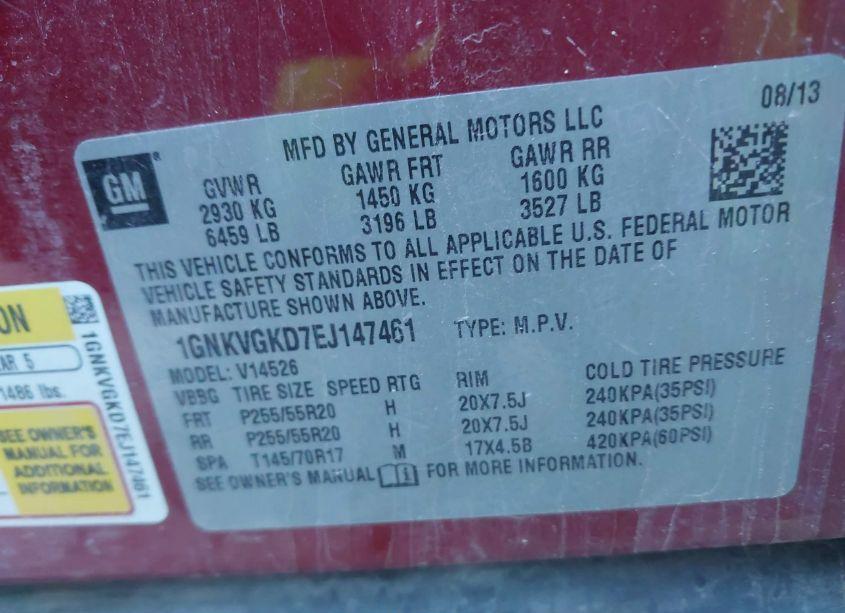 08/13
MFD BY GENERAL MOTORS LLC
GM
GVWR GAWR FRT GAWR RR
2930 KG 1450 KG 1600 KG
6459 LB 3196 LB 3527 LB
THIS VEHICLE CONFORMS TO ALL APPLICABLE U.S. FEDERAL MOTOR
VEHICLE SAFETY STANDARDS IN EFFECT ON THE DATE OF
MANUFACTURE SHOWN ABOVE.
1GNKVGKD7EJ147461 TYPE: M.P.V.
MODEL: V14526
VBBG TIRE SIZE SPEED RTG RIM COLD TIRE PRESSURE
FRT P255/55R20 H 20X7.5J 240KPA(35PSI)
RR P255/55R20 H 20X7.5J 240KPA(35PSI)
SPA T145/70R17 M 17X4.5B 420KPA(60PSI)
SEE OWNER'S MANUAL FOR MORE INFORMATION.
ON
AR 5
1486 lbs.
SEE OWNER'S
MANUAL FOR
ADDITIONAL
INFORMATION
1GNKVGKD7EJ147461